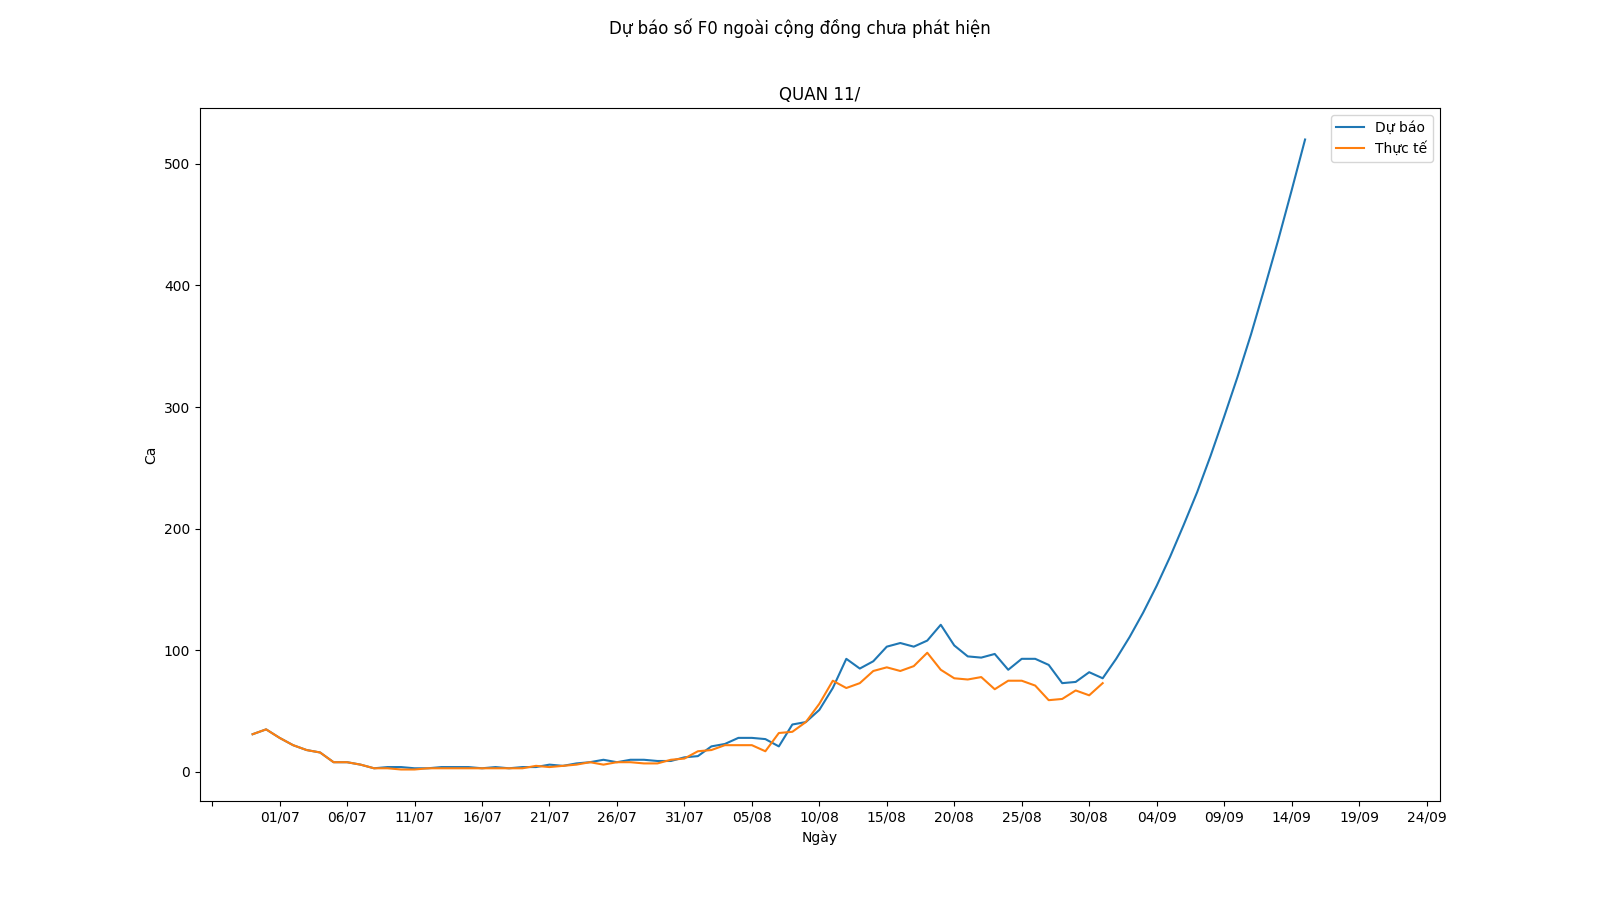 Dự báo số F0 ngoài cộng đồng chưa phát hiện
QUAN 11/
Dự báo
Thực tế
500
400
300
200
100
0
Ca
01/07 06/07 11/07 16/07 21/07 26/07 31/07 05/08 10/08 15/08 20/08 25/08 30/08 04/09 09/09 14/09 19/09 24/09
Ngày